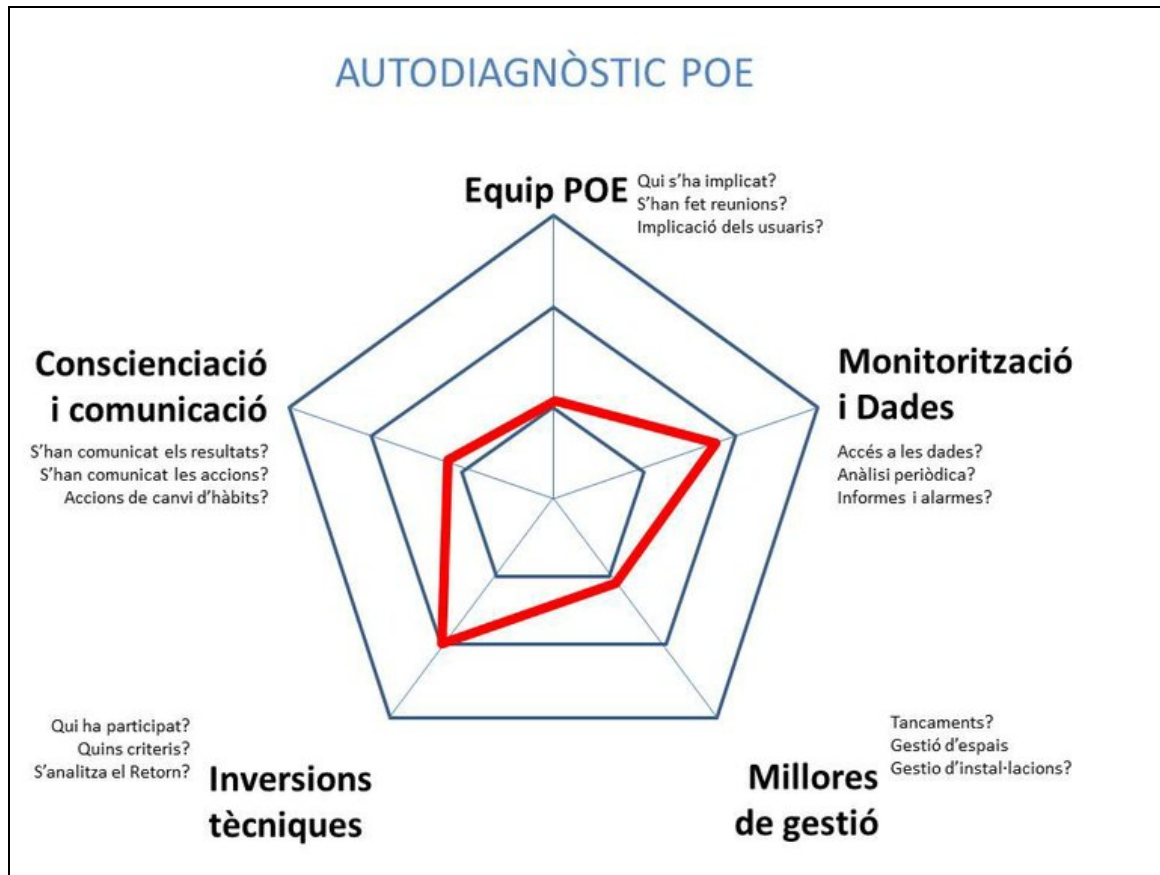 AUTODIAGNÒSTIC POE
Equip POE
Qui s'ha implicat?
S'han fet reunions?
Implicació dels usuaris?
Conscienciació
i comunicació
S'han comunicat els resultats?
S'han comunicat les accions?
Accions de canvi d'hàbits?
Monitorització
i Dades
Accés a les dades?
Anàlisi periòdica?
Informes i alarmes?
Qui ha participat?
Quins criteris?
S'analitza el Retorn?
Inversions
tècniques
Millores
de gestió
Tancaments?
Gestió d'espais
Gestio d'instal·lacions?